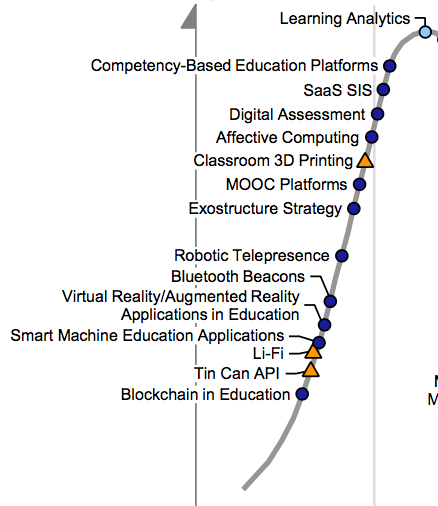 Learning Analytics
Competency-Based Education Platforms
SaaS SIS
Digital Assessment
Affective Computing
Classroom 3D Printing
MOOC Platforms
Exostructure Strategy
Robotic Telepresence
Bluetooth Beacons
Virtual Reality/Augmented Reality
Applications in Education
Smart Machine Education Applications
Li-Fi
Tin Can API
Blockchain in Education